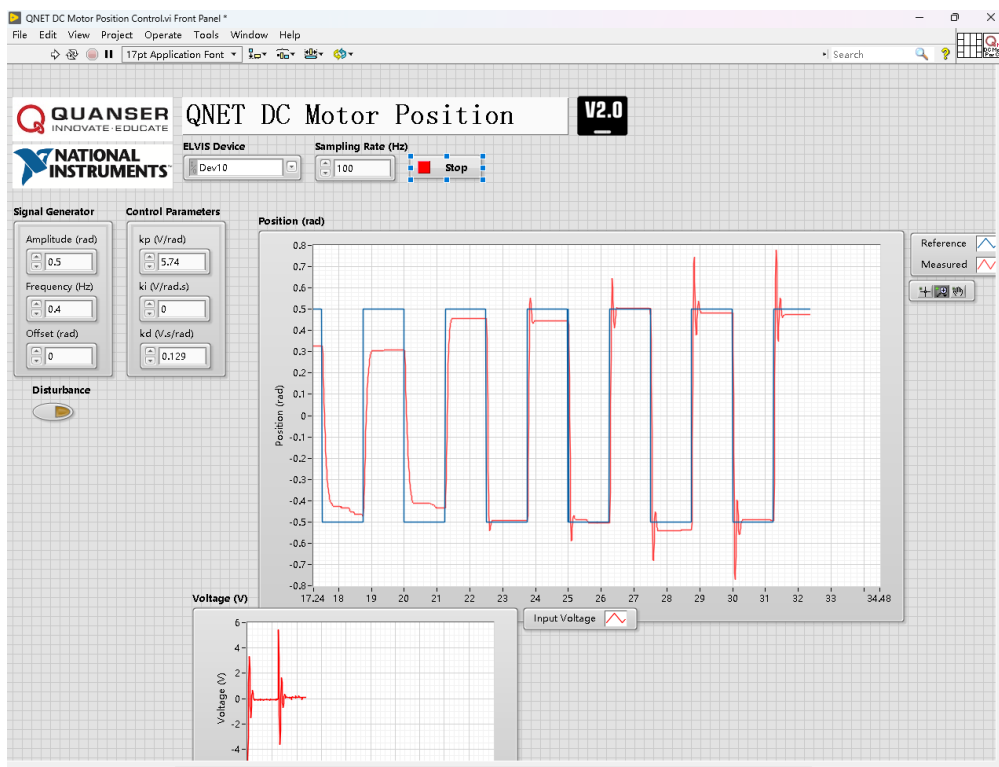 QNET DC Motor Position Control.vi Front Panel *
File Edit View Project Operate Tools Window Help
17pt Application Font
Search
QUANSER
INNOVATE·EDUCATE
QNET DC Motor Position
V2.0
NATIONAL
INSTRUMENTS
ELVIS Device
Dev10
Sampling Rate (Hz)
100
Stop
Signal Generator
Amplitude (rad)
0.5
Frequency (Hz)
0.4
Offset (rad)
0
Control Parameters
kp (V/rad)
5.74
ki (V/rad.s)
0
kd (V.s/rad)
0.129
Disturbance
Position (rad)
Reference
Measured
Position (rad)
0.8
0.7
0.6
0.5
0.4
0.3
0.2
0.1
0
-0.1
-0.2
-0.3
-0.4
-0.5
-0.6
-0.7
-0.8
17.24 18 19 20 21 22 23 24 25 26 27 28 29 30 31 32 33 34.48
Voltage (V)
Input Voltage
Voltage (V)
6
4
2
0
-2
-4